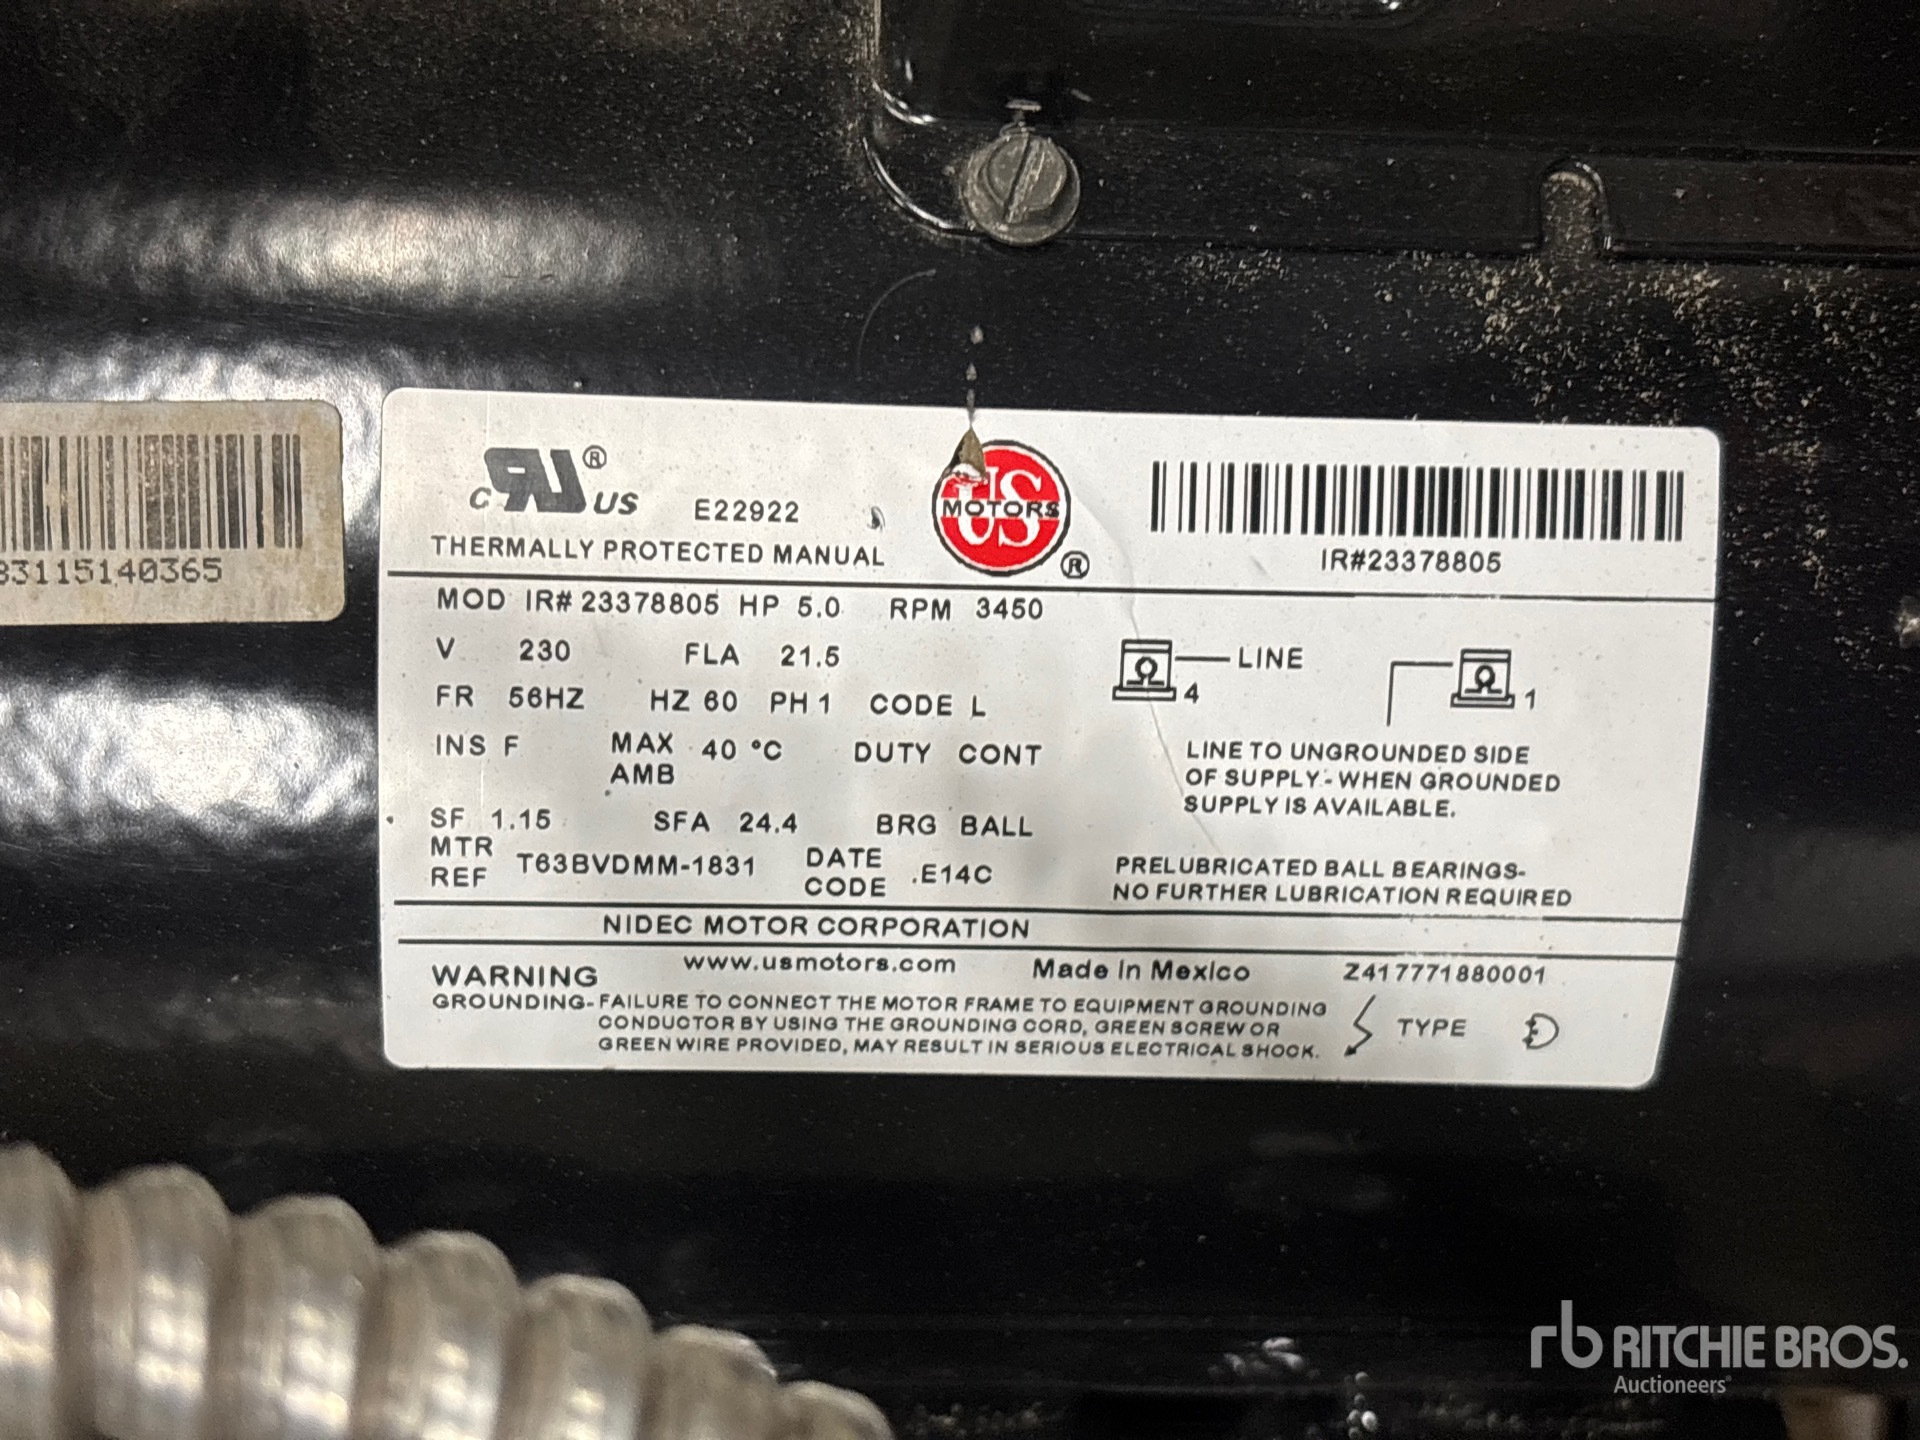 83115140365
c RU ® US E22922
US MOTORS ®
THERMALLY PROTECTED MANUAL
IR#23378805
MOD IR# 23378805 HP 5.0 RPM 3450
V 230 FLA 21.5
FR 56HZ HZ 60 PH 1 CODE L
INS F MAX AMB 40 °C DUTY CONT
SF 1.15 SFA 24.4 BRG BALL
MTR REF T63BVDMM-1831 DATE CODE .E14C
LINE 4 1
LINE TO UNGROUNDED SIDE
OF SUPPLY - WHEN GROUNDED
SUPPLY IS AVAILABLE.
PRELUBRICATED BALL BEARINGS-
NO FURTHER LUBRICATION REQUIRED
NIDEC MOTOR CORPORATION
WARNING www.usmotors.com Made in Mexico Z417771880001
GROUNDING- FAILURE TO CONNECT THE MOTOR FRAME TO EQUIPMENT GROUNDING
CONDUCTOR BY USING THE GROUNDING CORD, GREEN SCREW OR
GREEN WIRE PROVIDED, MAY RESULT IN SERIOUS ELECTRICAL SHOCK.
TYPE
rb RITCHIE BROS.
Auctioneers